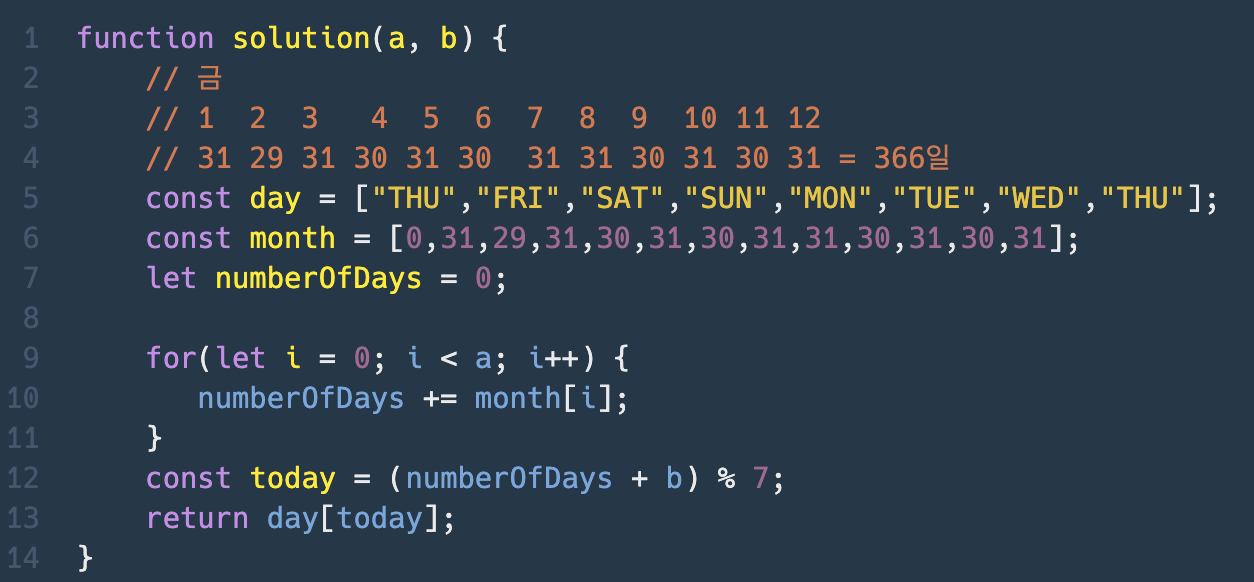 1 function solution(a, b) {
2 // 금
3 // 1 2 3 4 5 6 7 8 9 10 11 12
4 // 31 29 31 30 31 30 31 31 30 31 30 31 = 366일
5 const day = ["THU","FRI","SAT","SUN","MON","TUE","WED","THU"];
6 const month = [0,31,29,31,30,31,30,31,31,30,31,30,31];
7 let numberOfDays = 0;
8
9 for(let i = 0; i < a; i++) {
10 numberOfDays += month[i];
11 }
12 const today = (numberOfDays + b) % 7;
13 return day[today];
14 }